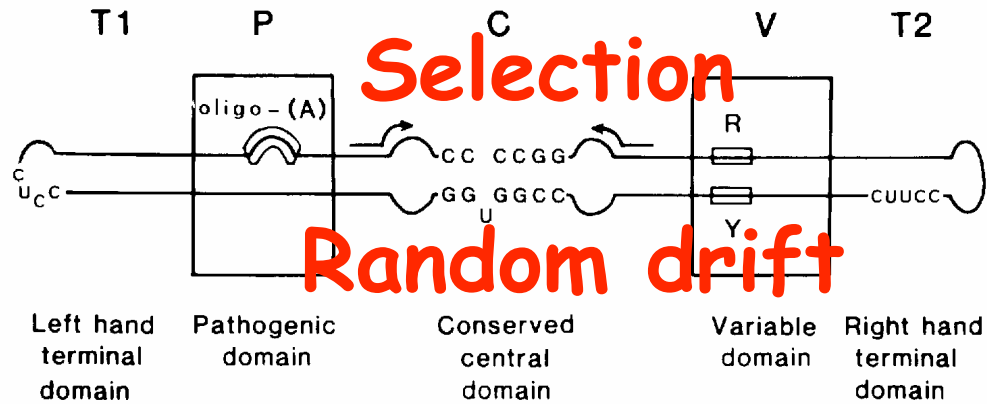 T1 P C V T2
Selection
oligo-(A)
R
CC CCGG
C
U
C
C
GG GGCC
U
CUUCC
Y
Random drift
Left hand terminal domain
Pathogenic domain
Conserved central domain
Variable domain
Right hand terminal domain